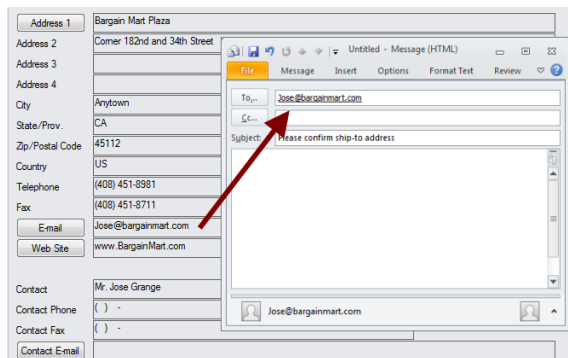 Address 1 Bargain Mart Plaza
Address 2 Corner 182nd and 34th Street
Address 3
Address 4
City Anytown
State/Prov. CA
Zip/Postal Code 45112
Country US
Telephone (408) 451-8981
Fax (408) 451-8711
E-mail Jose@bargainmart.com
Web Site www.BargainMart.com
Contact Mr. Jose Grange
Contact Phone ( ) -
Contact Fax ( ) -
Contact E-mail
Untitled - Message (HTML)
File Message Insert Options Format Text Review
To... Jose@bargainmart.com
Cc...
Subject: Please confirm ship-to address
Jose@bargainmart.com